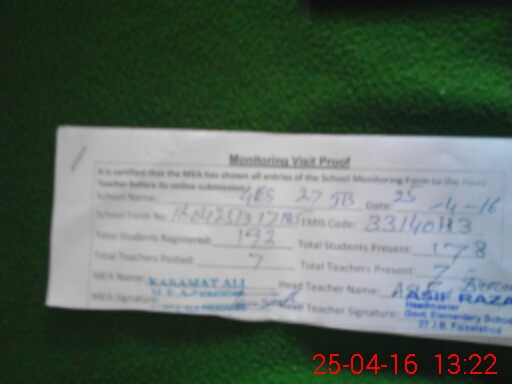 Monitoring Visit Proof
It is certified that the MEA has shown all entries of the School Monitoring Form to the Head
Teacher before its online submission
School Name: GES 27 JB Date: 25-4-16
School Form No. EMIS Code:
Total Students Registered: 192 Total Students Present: 178
Total Teachers Posted: 7 Total Teachers Present: 7
MEA Name: KARAMAT ALI Head Teacher Name: ASIF RAZA
MEA Signature: Head Teacher Signature: Headmaster
Govt. Elementary School
27 J.B. Faisalabad
25-04-16 13:22